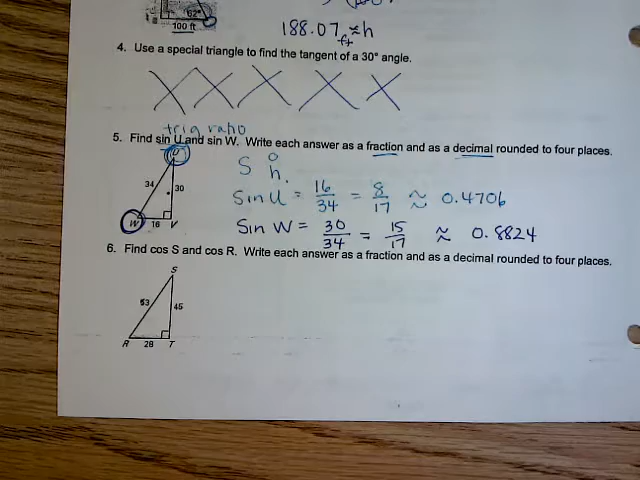 62°
100 ft
188.07 ft ≈ h
4. Use a special triangle to find the tangent of a 30° angle.
trig ratio
5. Find sin U and sin W. Write each answer as a fraction and as a decimal rounded to four places.
U
34
30
W 16 V
S o
h
Sin U = 16/34 = 8/17 ≈ 0.4706
Sin W = 30/34 = 15/17 ≈ 0.8824
6. Find cos S and cos R. Write each answer as a fraction and as a decimal rounded to four places.
S
53
45
R 28 T